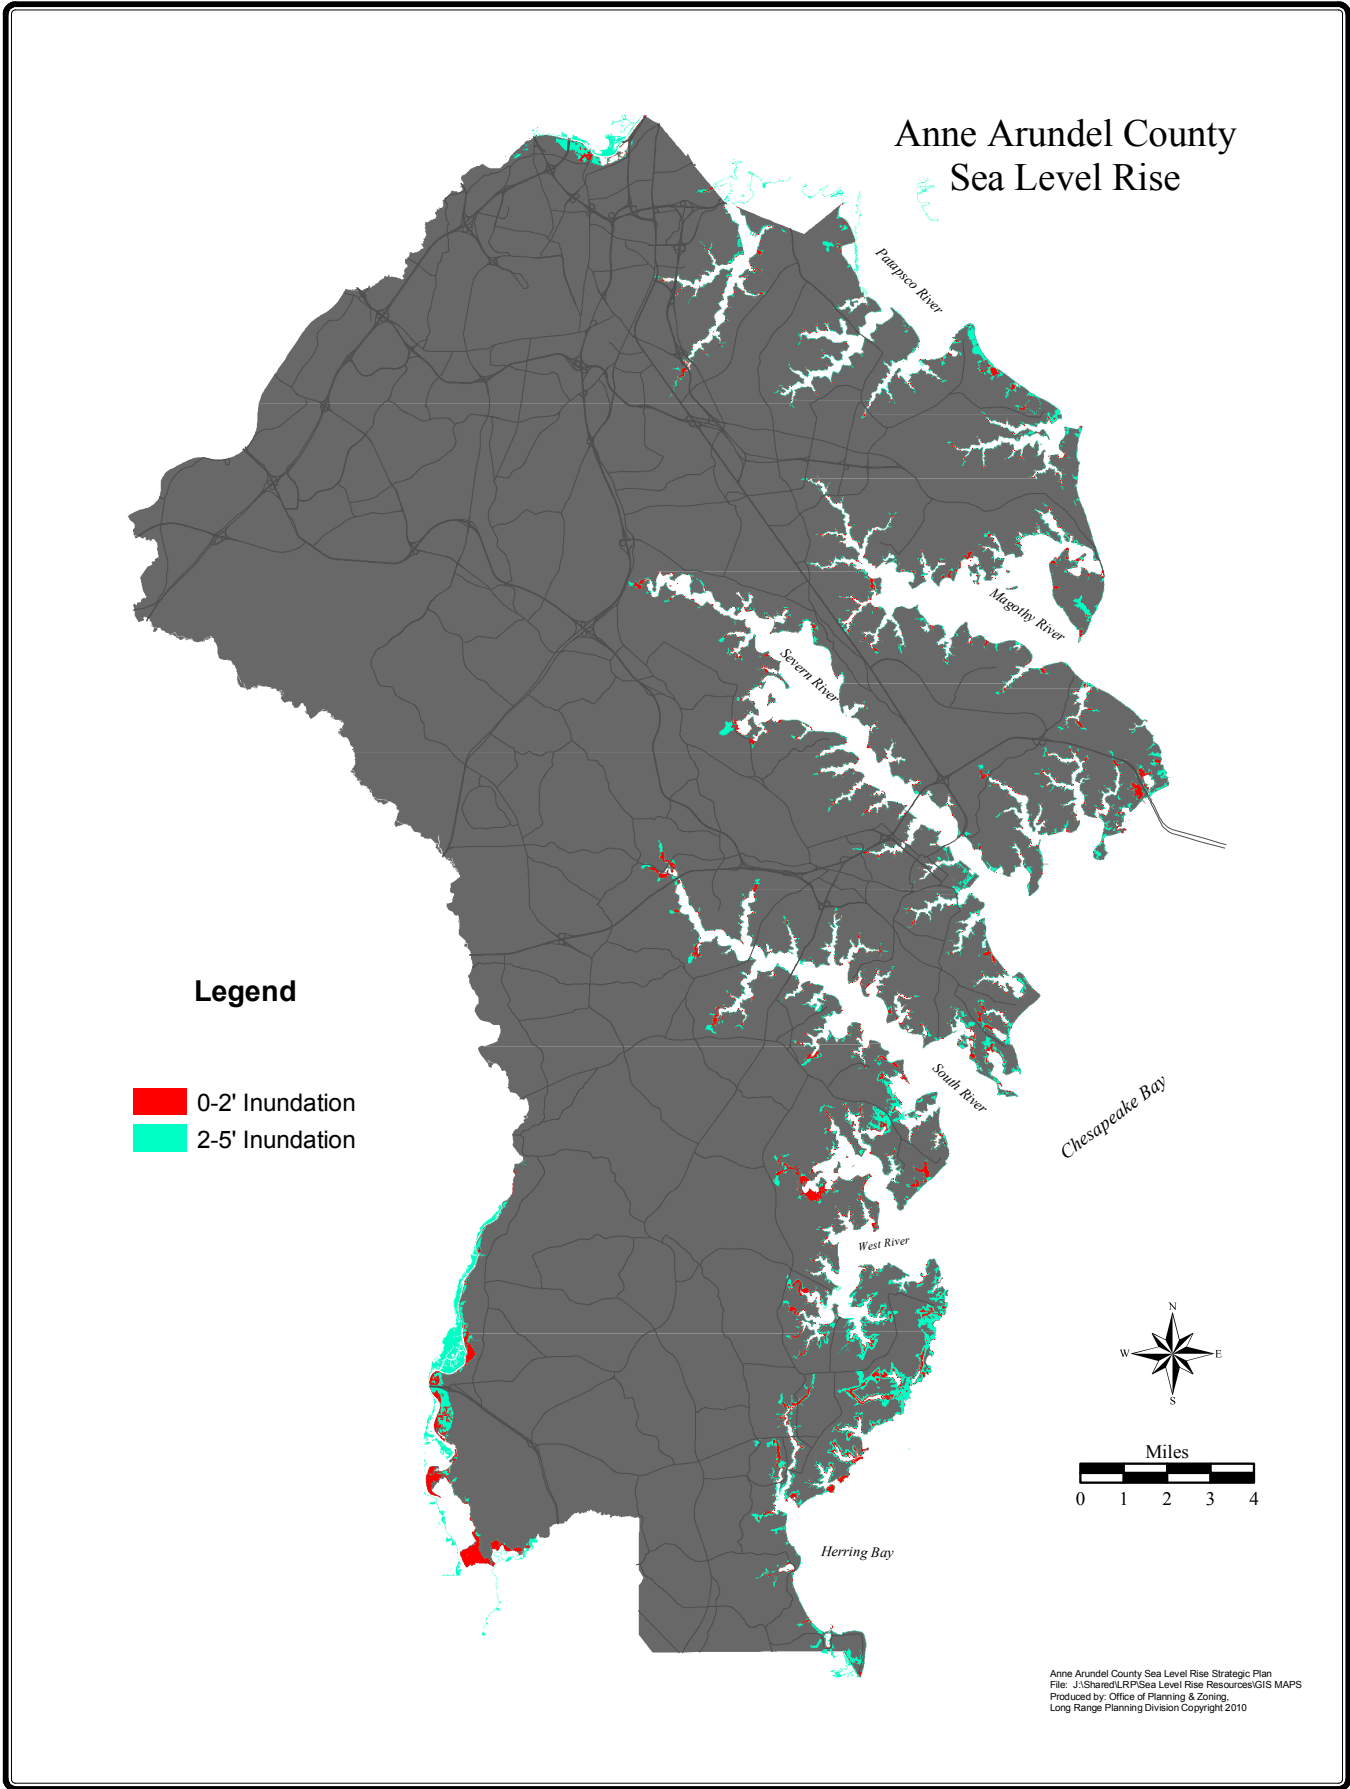 Anne Arundel County
Sea Level Rise
Patapsco River
Magothy River
Severn River
Legend
0-2' Inundation
2-5' Inundation
South River
Chesapeake Bay
West River
N
W
E
S
Miles
0 1 2 3 4
Herring Bay
Anne Arundel County Sea Level Rise Strategic Plan
File: J:\Shared\LRP\Sea Level Rise Resources\GIS MAPS
Produced by: Office of Planning & Zoning,
Long Range Planning Division Copyright 2010